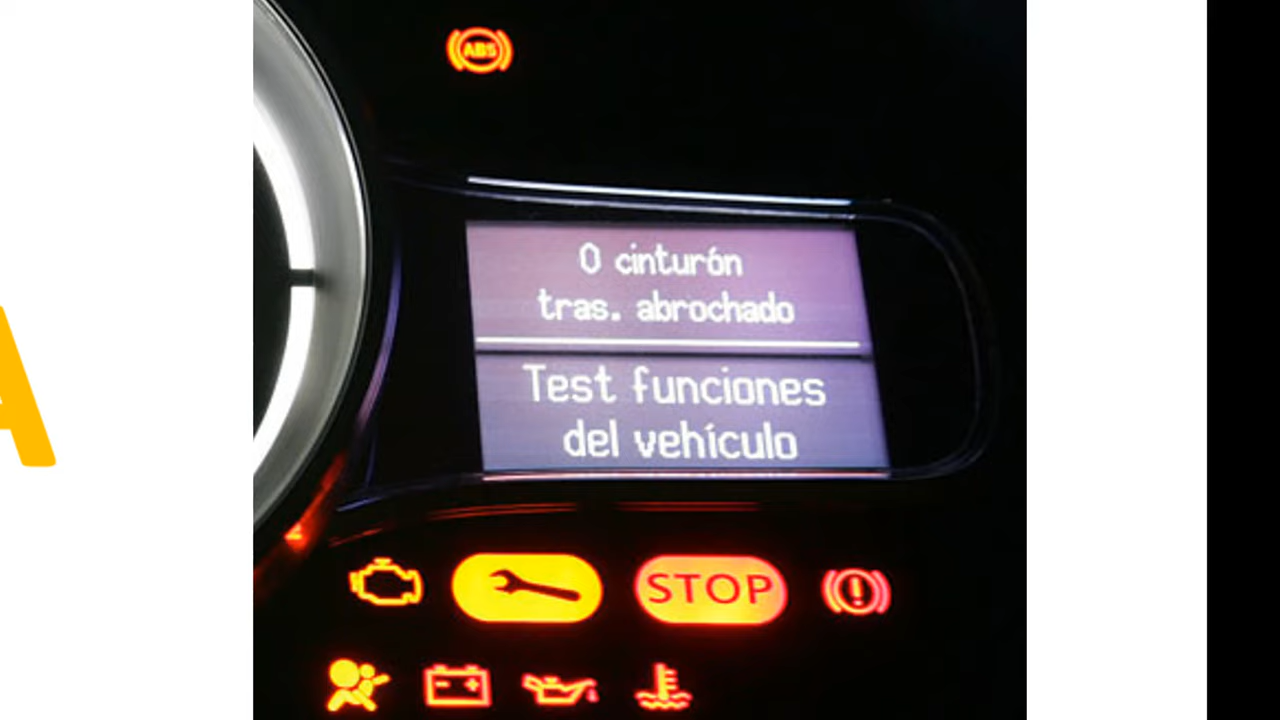 ABS
0 cinturón
tras. abrochado
Test funciones
del vehículo
STOP
A